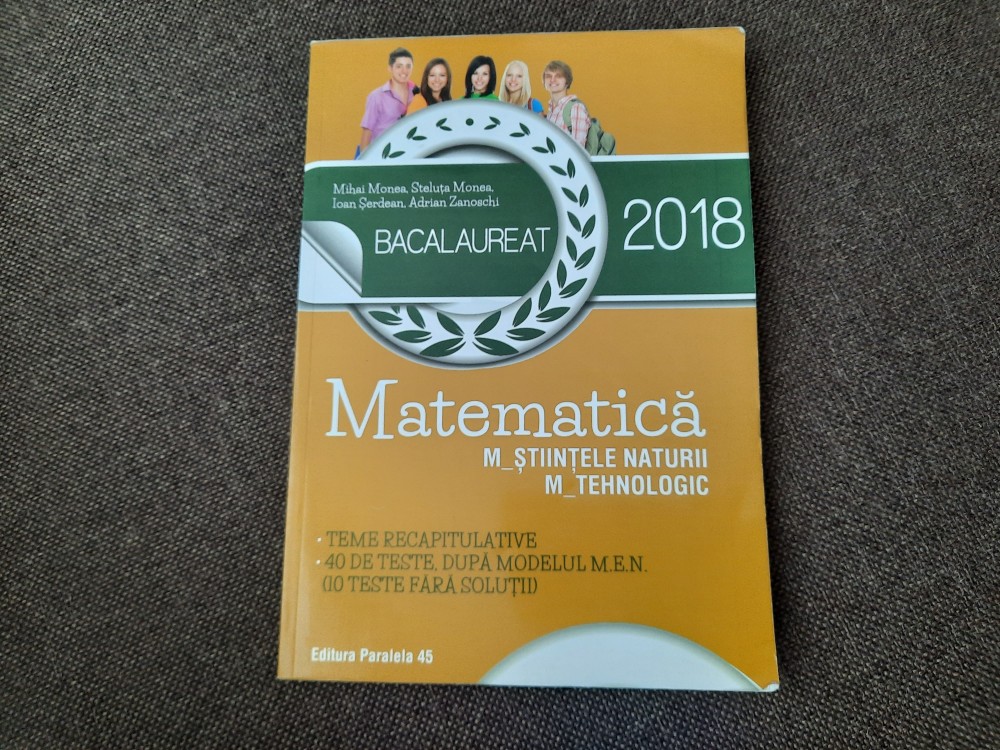 Mihai Monea, Steluța Monea,
Ioan Șerdean, Adrian Zanoschi
BACALAUREAT
2018
Matematică
M_ȘTIINȚELE NATURII
M_TEHNOLOGIC
• TEME RECAPITULATIVE
• 40 DE TESTE, DUPĂ MODELUL M.E.N.
(10 TESTE FĂRĂ SOLUȚII)
Editura Paralela 45